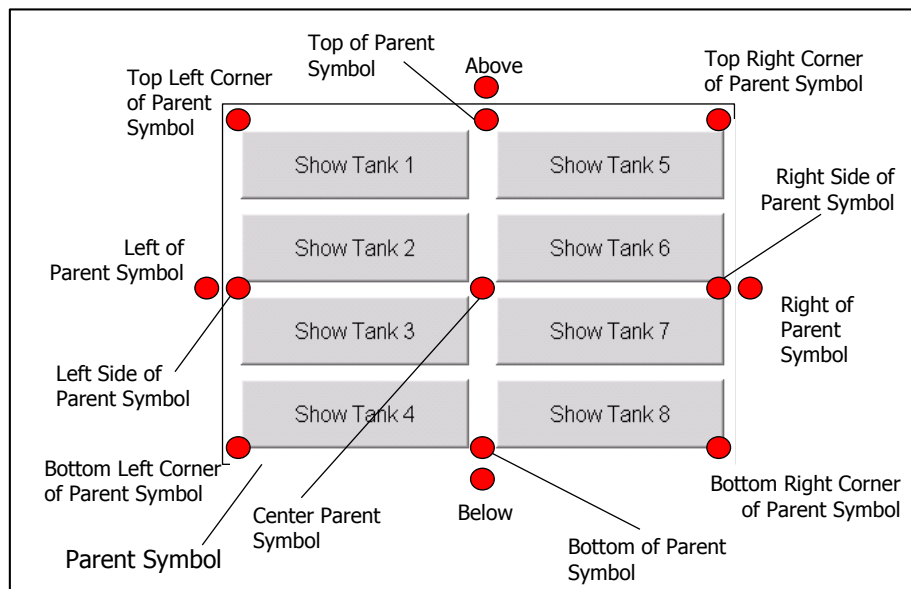 Top of Parent
Symbol
Above
Top Right Corner
of Parent Symbol
Top Left Corner
of Parent
Symbol
Show Tank 1
Show Tank 5
Right Side of
Parent Symbol
Left of
Parent Symbol
Show Tank 2
Show Tank 6
Right of
Parent
Symbol
Show Tank 3
Show Tank 7
Left Side of
Parent Symbol
Show Tank 4
Show Tank 8
Bottom Left Corner
of Parent Symbol
Center Parent
Symbol
Below
Bottom Right Corner
of Parent Symbol
Parent Symbol
Bottom of Parent
Symbol